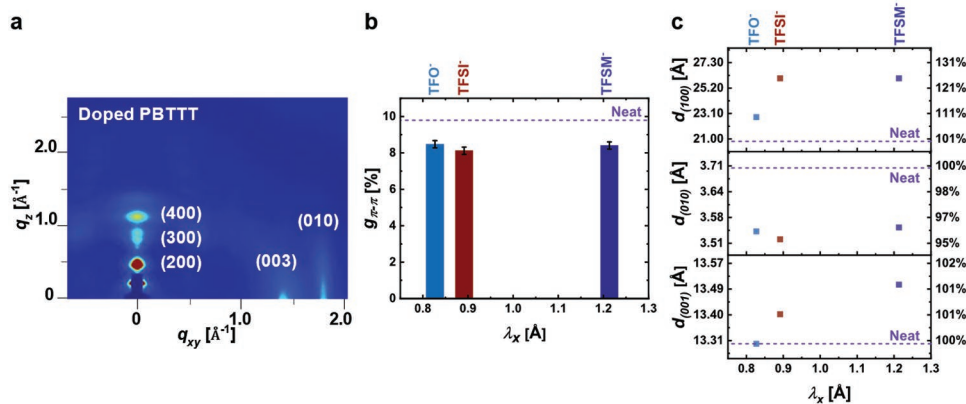 a
Doped PBTTT
(400)
(300)
(200)
(010)
(003)
2.0
1.0
0
q_z [Å⁻¹]
0
1.0
2.0
q_xy [Å⁻¹]
b
TFO⁻
TFSI⁻
TFSM⁻
Neat
10
8
6
4
2
0
g_π-π [%]
0.8 0.9 1.0 1.1 1.2 1.3
λ_x [Å]
c
TFO⁻
TFSI⁻
TFSM⁻
27.30
25.20
23.10
21.00
d_(100) [Å]
131%
121%
111%
101%
Neat
3.71
3.64
3.58
3.51
d_(010) [Å]
100%
98%
97%
95%
Neat
13.57
13.49
13.40
13.31
d_(001) [Å]
102%
101%
101%
100%
Neat
0.8 0.9 1.0 1.1 1.2 1.3
λ_x [Å]